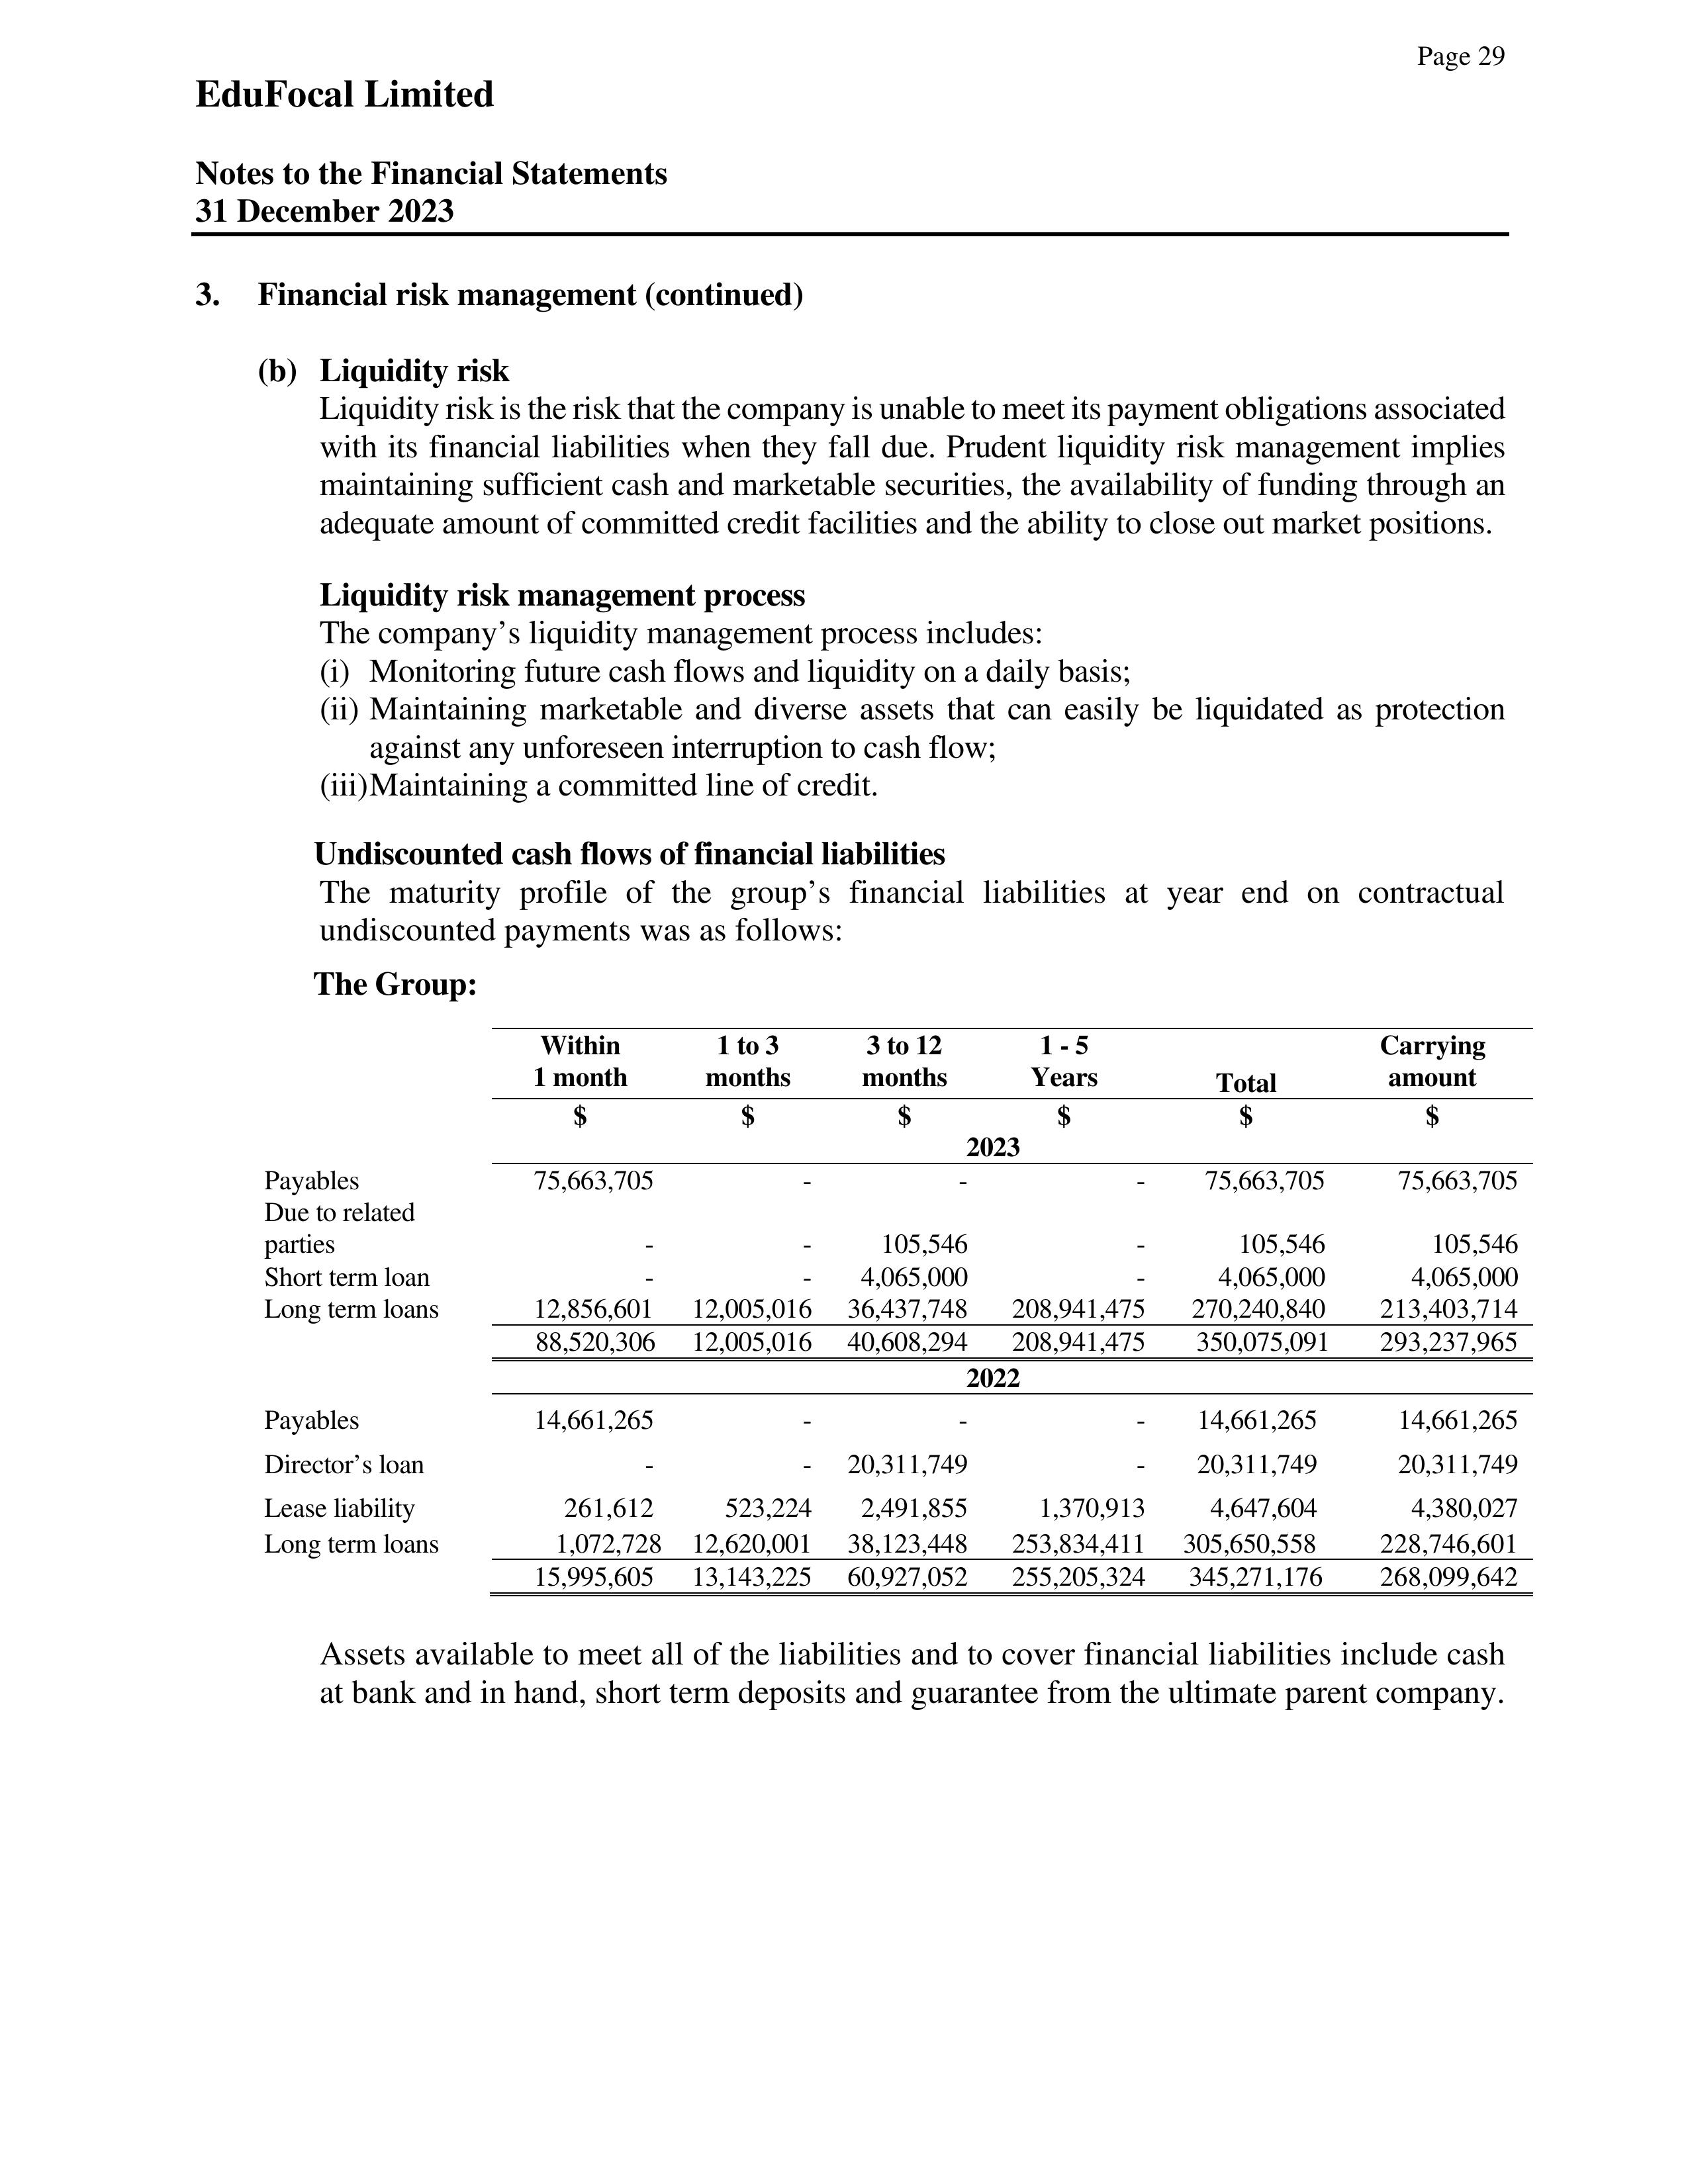 Page 29
EduFocal Limited
Notes to the Financial Statements
31 December 2023
3. Financial risk management (continued)
(b) Liquidity risk
Liquidity risk is the risk that the company is unable to meet its payment obligations associated
with its financial liabilities when they fall due. Prudent liquidity risk management implies
maintaining sufficient cash and marketable securities, the availability of funding through an
adequate amount of committed credit facilities and the ability to close out market positions.
Liquidity risk management process
The company’s liquidity management process includes:
(i) Monitoring future cash flows and liquidity on a daily basis;
(ii) Maintaining marketable and diverse assets that can easily be liquidated as protection
against any unforeseen interruption to cash flow;
(iii)Maintaining a committed line of credit.
Undiscounted cash flows of financial liabilities
The maturity profile of the group’s financial liabilities at year end on contractual
undiscounted payments was as follows:
The Group:
Within 1 to 3 3 to 12 1 - 5 Carrying
1 month months months Years Total amount
$ $ $ $ $ $
2023
Payables 75,663,705 - - - 75,663,705 75,663,705
Due to related
parties - - 105,546 - 105,546 105,546
Short term loan - - 4,065,000 - 4,065,000 4,065,000
Long term loans 12,856,601 12,005,016 36,437,748 208,941,475 270,240,840 213,403,714
88,520,306 12,005,016 40,608,294 208,941,475 350,075,091 293,237,965
2022
Payables 14,661,265 - - - 14,661,265 14,661,265
Director’s loan - - 20,311,749 - 20,311,749 20,311,749
Lease liability 261,612 523,224 2,491,855 1,370,913 4,647,604 4,380,027
Long term loans 1,072,728 12,620,001 38,123,448 253,834,411 305,650,558 228,746,601
15,995,605 13,143,225 60,927,052 255,205,324 345,271,176 268,099,642
Assets available to meet all of the liabilities and to cover financial liabilities include cash
at bank and in hand, short term deposits and guarantee from the ultimate parent company.